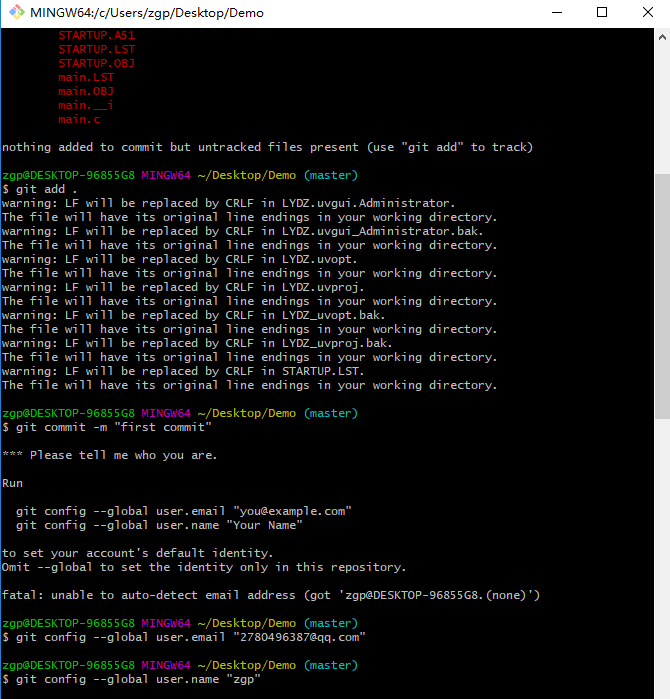 MINGW64:/c/Users/zgp/Desktop/Demo
STARTUP.A51
STARTUP.LST
STARTUP.OBJ
main.LST
main.OBJ
main.__i
main.c
nothing added to commit but untracked files present (use "git add" to track)
zgp@DESKTOP-96855G8 MINGW64 ~/Desktop/Demo (master)
$ git add .
warning: LF will be replaced by CRLF in LYDZ.uvgui.Administrator.
The file will have its original line endings in your working directory.
warning: LF will be replaced by CRLF in LYDZ.uvgui_Administrator.bak.
The file will have its original line endings in your working directory.
warning: LF will be replaced by CRLF in LYDZ.uvopt.
The file will have its original line endings in your working directory.
warning: LF will be replaced by CRLF in LYDZ.uvproj.
The file will have its original line endings in your working directory.
warning: LF will be replaced by CRLF in LYDZ_uvopt.bak.
The file will have its original line endings in your working directory.
warning: LF will be replaced by CRLF in LYDZ_uvproj.bak.
The file will have its original line endings in your working directory.
warning: LF will be replaced by CRLF in STARTUP.LST.
The file will have its original line endings in your working directory.
zgp@DESKTOP-96855G8 MINGW64 ~/Desktop/Demo (master)
$ git commit -m "first commit"
*** Please tell me who you are.
Run
git config --global user.email "you@example.com"
git config --global user.name "Your Name"
to set your account's default identity.
Omit --global to set the identity only in this repository.
fatal: unable to auto-detect email address (got 'zgp@DESKTOP-96855G8.(none)')
zgp@DESKTOP-96855G8 MINGW64 ~/Desktop/Demo (master)
$ git config --global user.email "2780496387@qq.com"
zgp@DESKTOP-96855G8 MINGW64 ~/Desktop/Demo (master)
$ git config --global user.name "zgp"